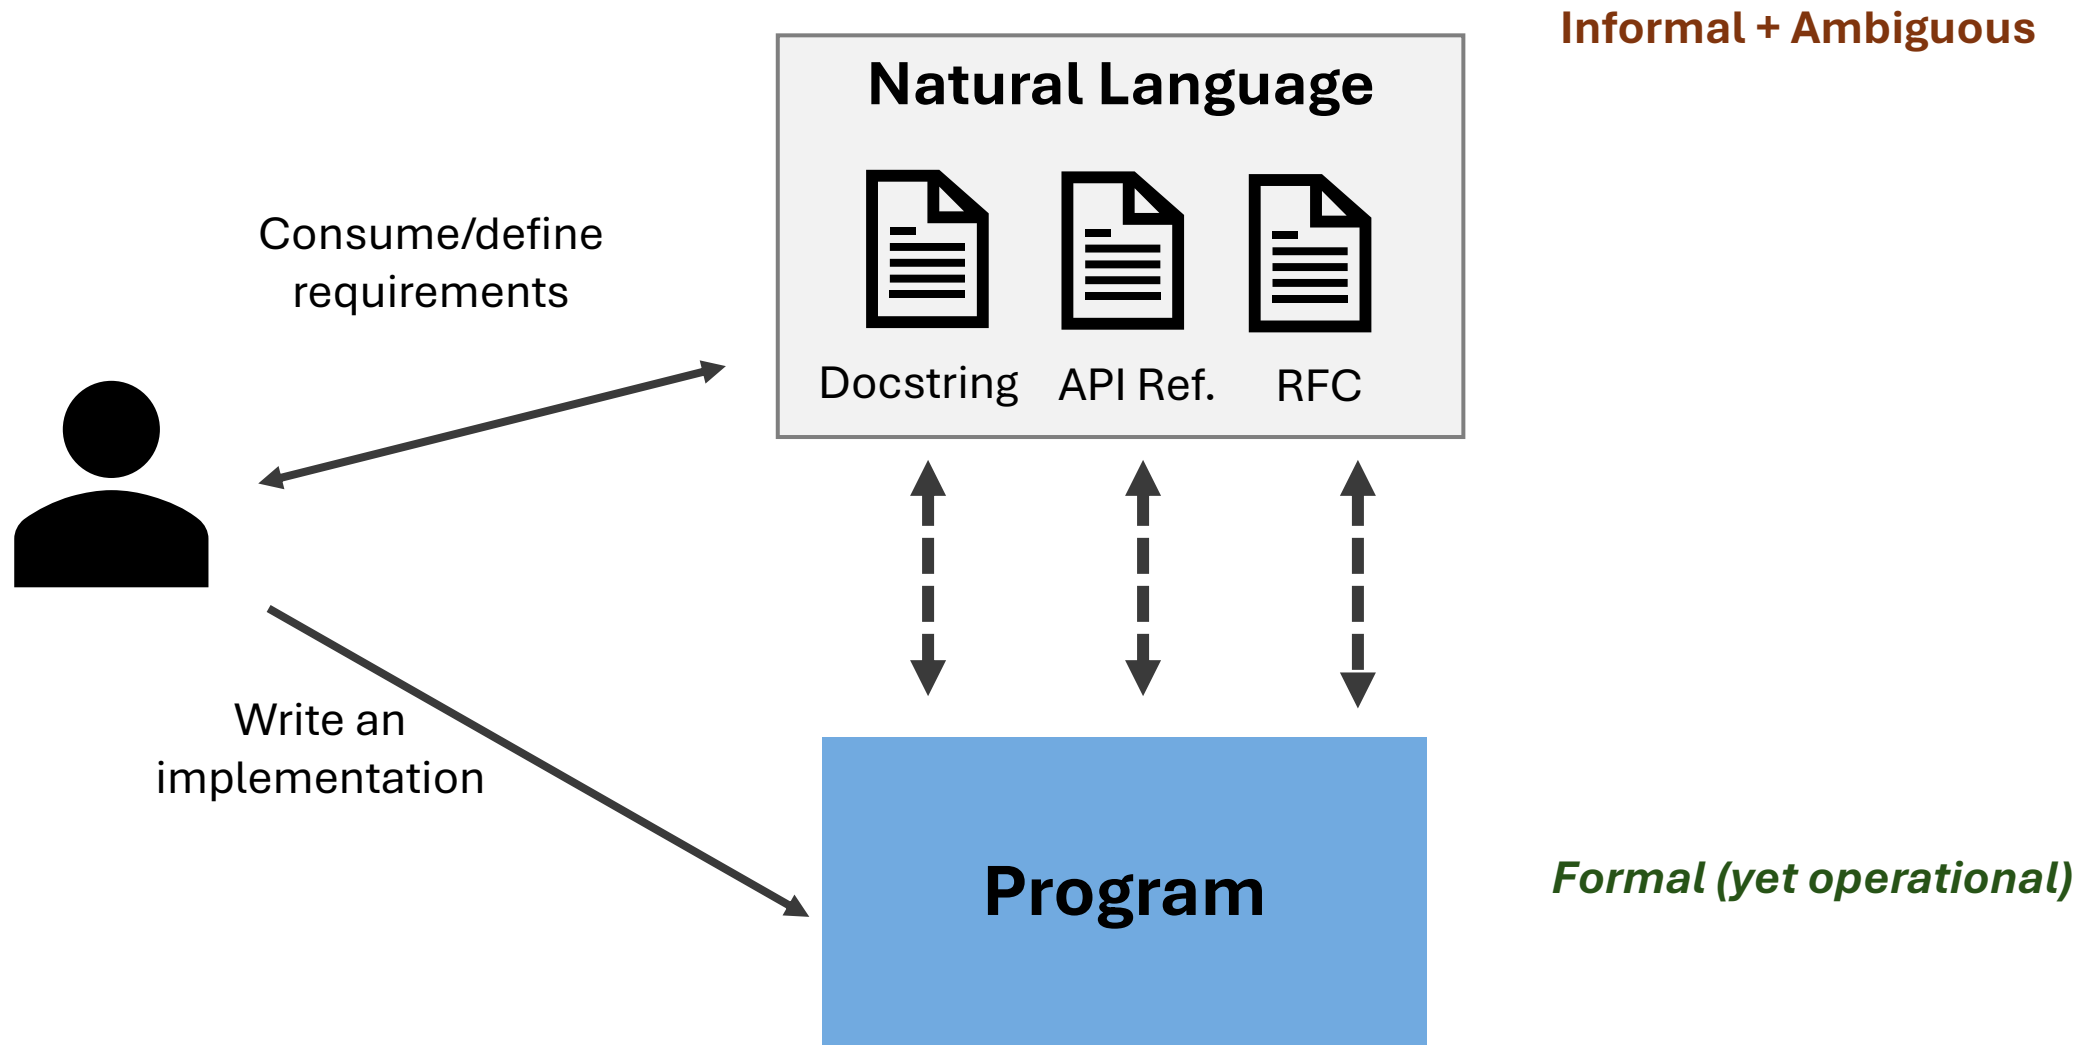 Informal + Ambiguous
Natural Language
Consume/define
requirements
Docstring
API Ref.
RFC
Write an
implementation
Program
Formal (yet operational)